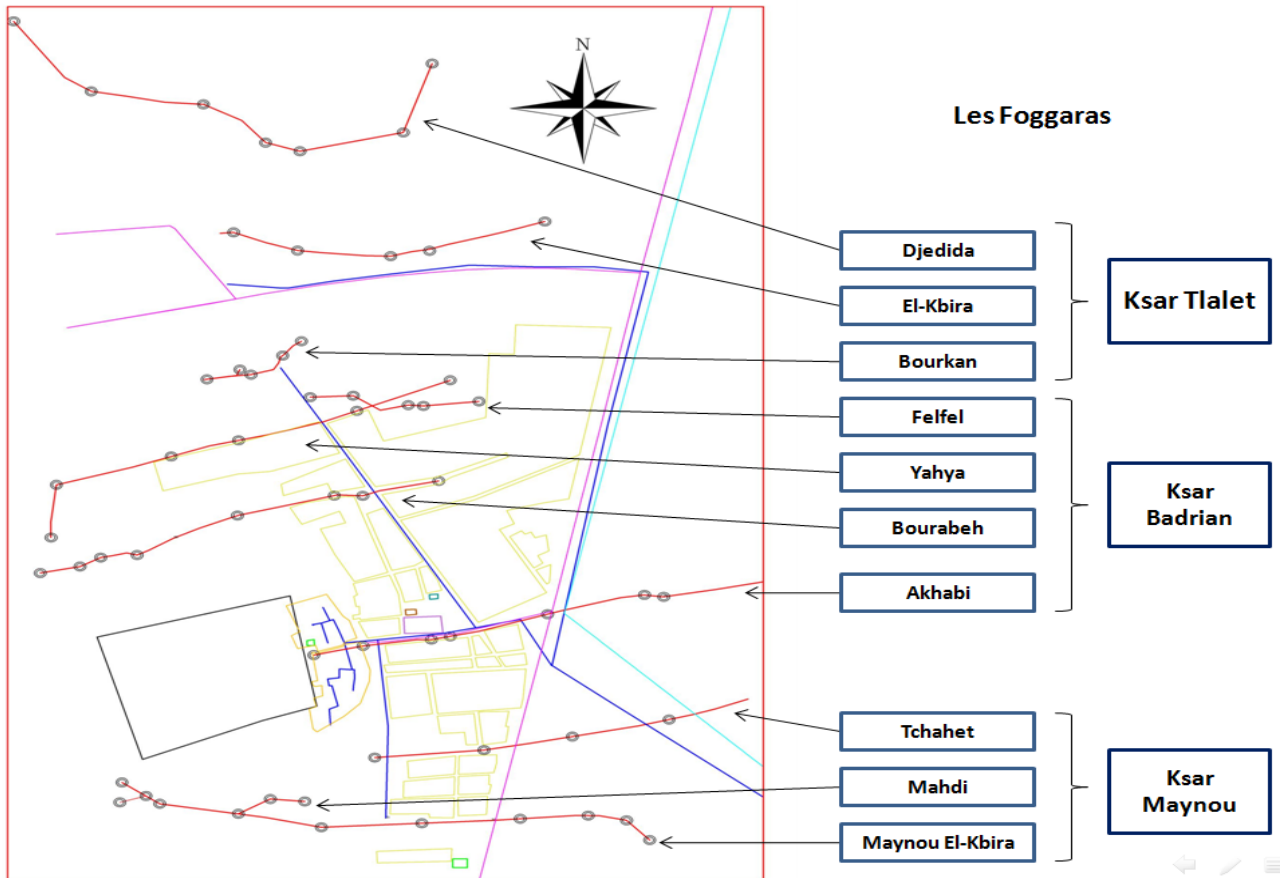 N
Les Foggaras
Djedida
El-Kbira
Bourkan
Ksar Tlalet
Felfel
Yahya
Bourabeh
Akhabi
Ksar
Badrian
Tchahet
Mahdi
Maynou El-Kbira
Ksar
Maynou